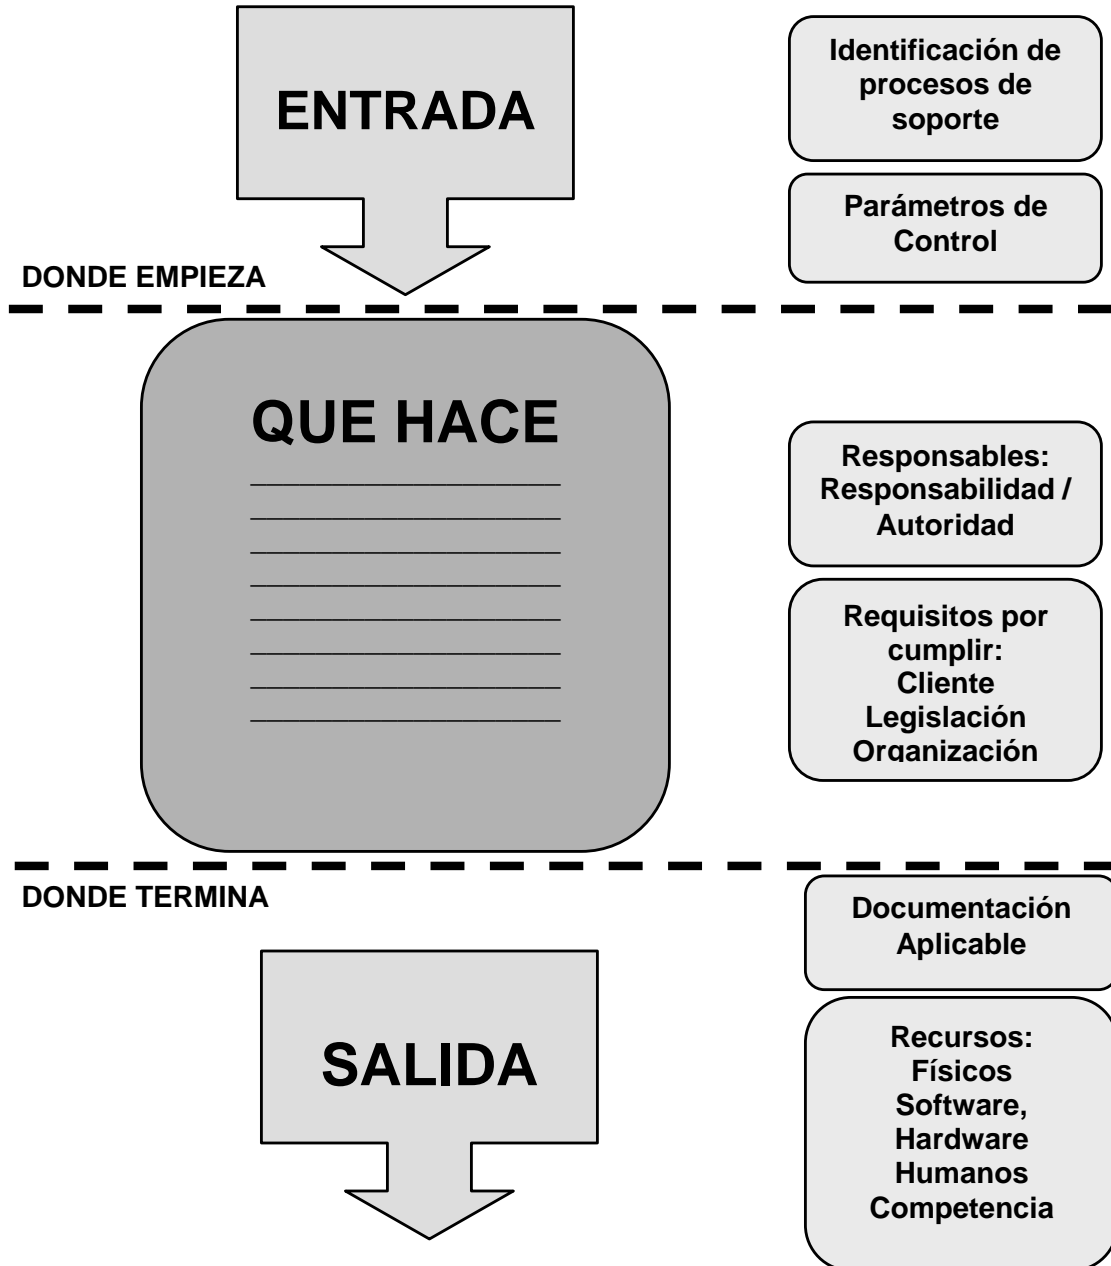 ENTRADA
Identificación de
procesos de
soporte
Parámetros de
Control
DONDE EMPIEZA
QUE HACE
Responsables:
Responsabilidad /
Autoridad
Requisitos por
cumplir:
Cliente
Legislación
Organización
DONDE TERMINA
Documentación
Aplicable
SALIDA
Recursos:
Físicos
Software,
Hardware
Humanos
Competencia